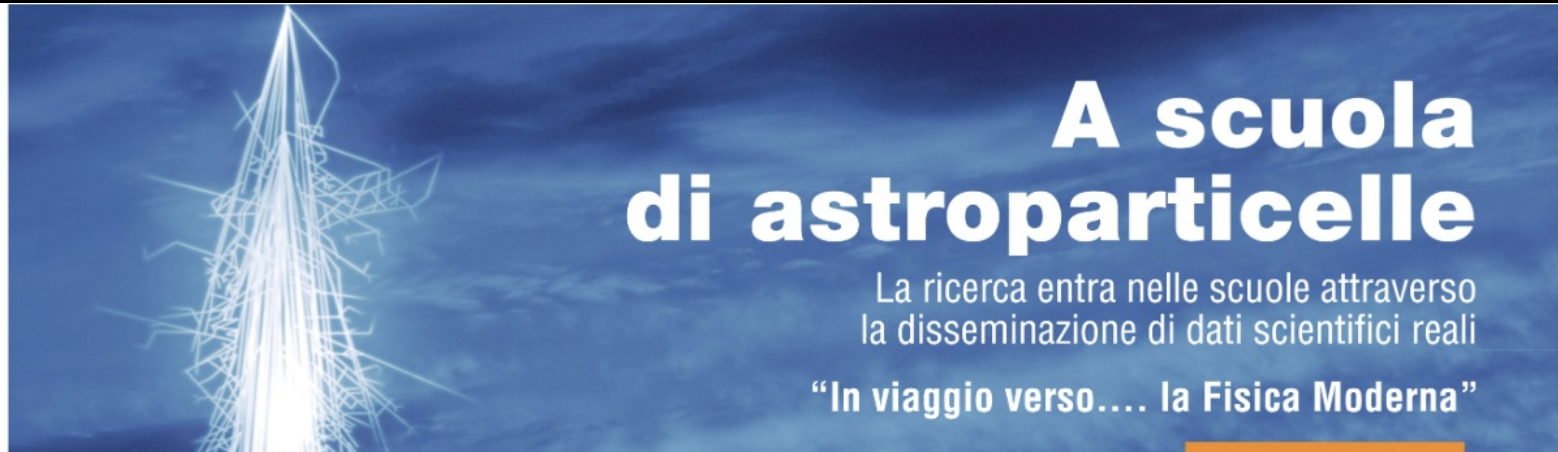 A scuola
di astroparticelle
La ricerca entra nelle scuole attraverso
la disseminazione di dati scientifici reali
“In viaggio verso.... la Fisica Moderna”